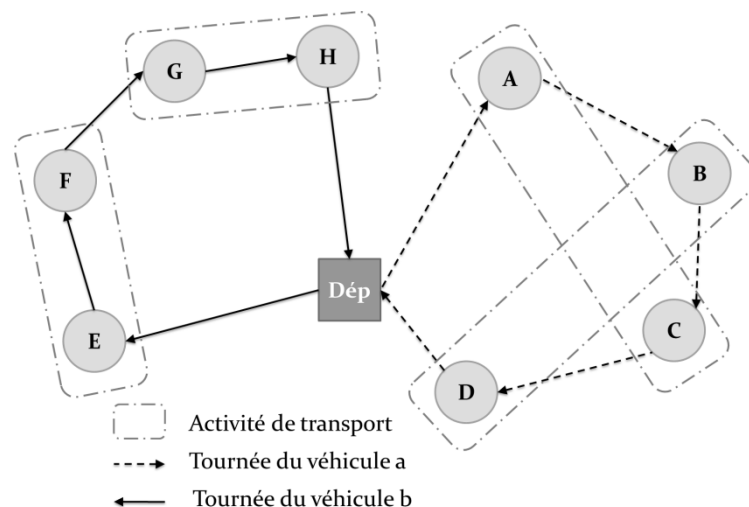 G
H
A
F
B
Dép
E
C
D
Activité de transport
Tournée du véhicule a
Tournée du véhicule b